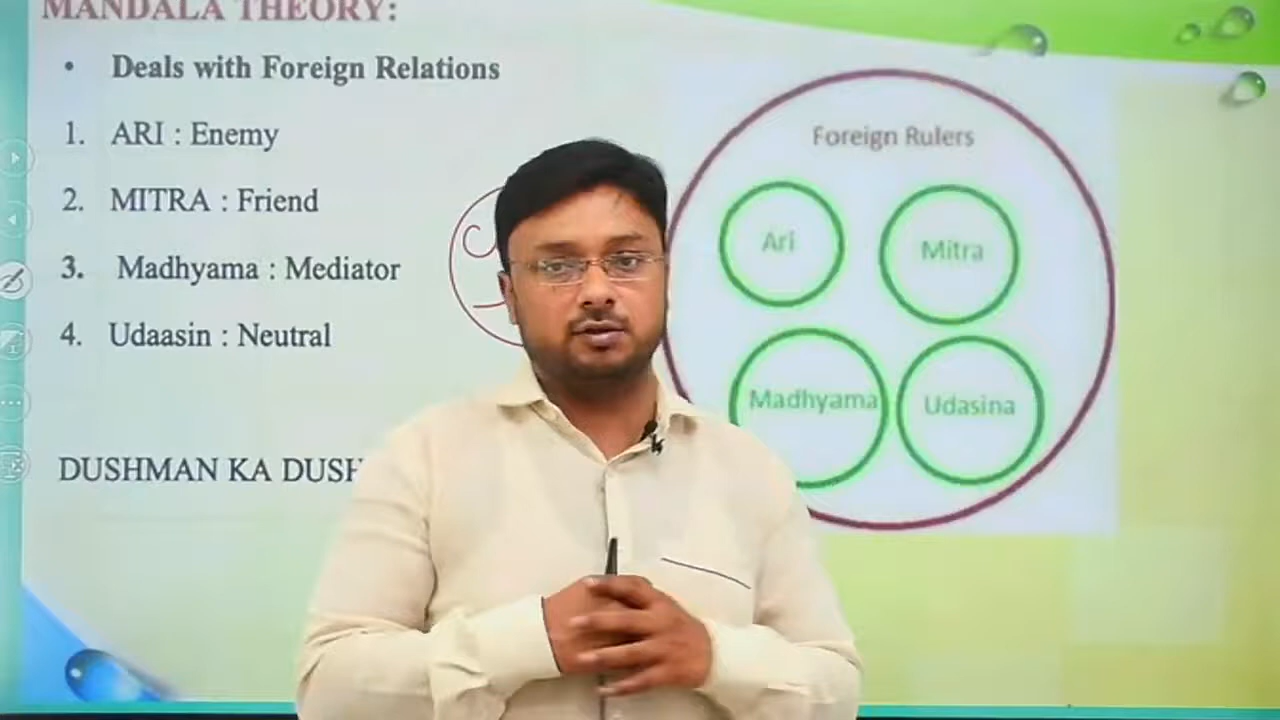 MANDALA THEORY:
• Deals with Foreign Relations
1. ARI : Enemy
2. MITRA : Friend
3. Madhyama : Mediator
4. Udaasin : Neutral
DUSHMAN KA
Foreign Rulers
Ari
Mitra
Madhyama
Udasina